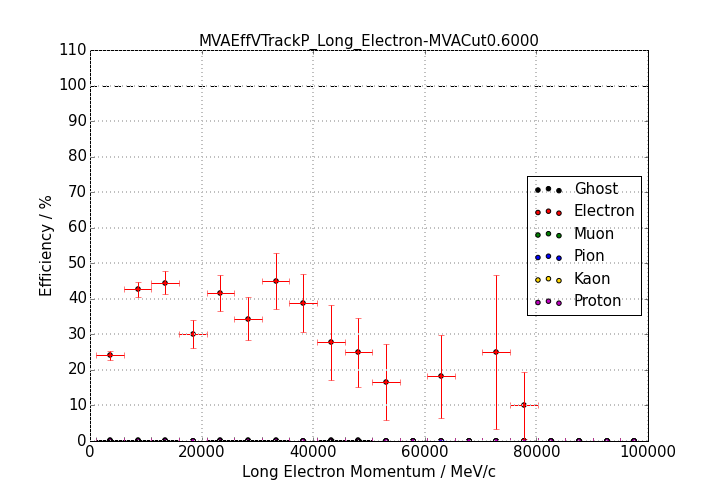 MVAEffVTrackP_Long_Electron-MVACut0.6000
110
100
90
80
70
60
50
40
30
20
10
0
Efficiency / %
Ghost
Electron
Muon
Pion
Kaon
Proton
0 20000 40000 60000 80000 100000
Long Electron Momentum / MeV/c